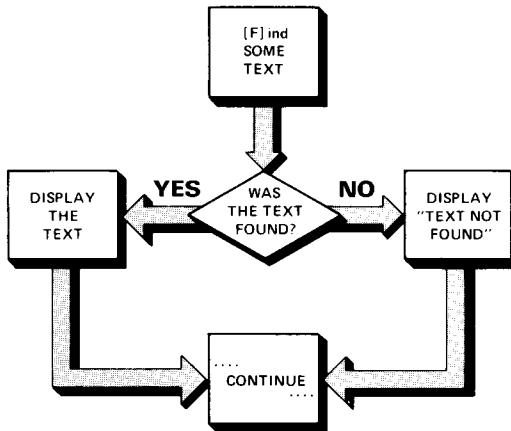 [F] ind
SOME
TEXT
YES
WAS
THE TEXT
FOUND?
NO
DISPLAY
THE
TEXT
DISPLAY
"TEXT NOT
FOUND"
....
CONTINUE
....